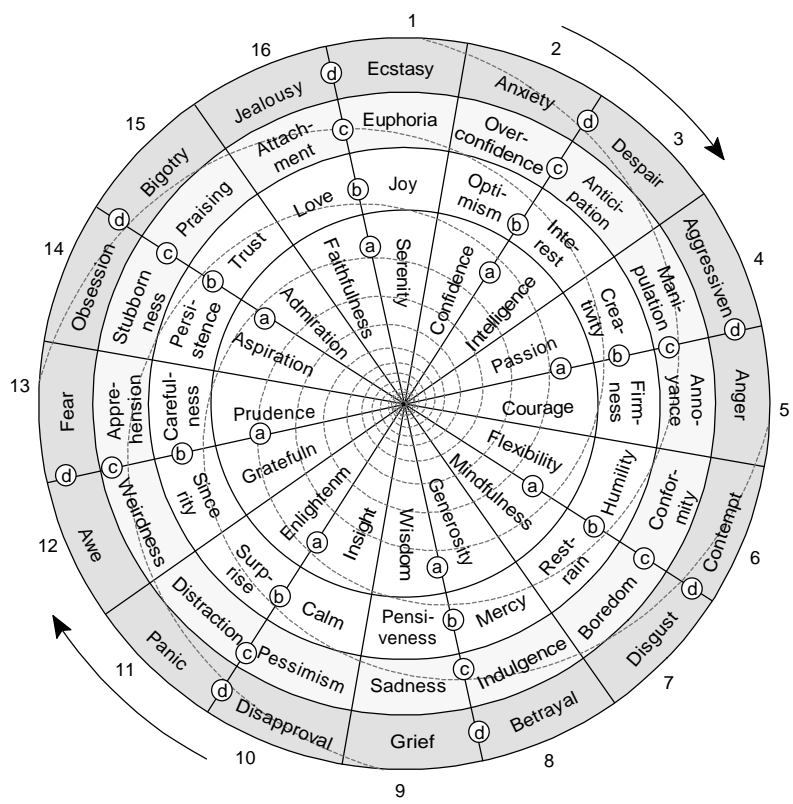 1
Ecstasy
Euphoria
Joy
Serenity
2
Anxiety
Over-
confidence
Opti-
mism
Confidence
d
c
b
a
3
Despair
Antici-
pation
Inte-
rest
Intelligence
4
Aggressiven
Mani-
pulation
Crea-
tivity
Passion
d
c
b
a
5
Anger
Anno-
yance
Firm-
ness
Courage
6
Contempt
Confor-
mity
Humility
Flexibility
d
c
b
a
7
Disgust
Boredom
Rest-
rain
Mindfulness
8
Betrayal
Indulgence
Mercy
Generosity
d
c
b
a
9
Grief
Sadness
Pensi-
veness
Wisdom
10
Disapproval
Pessimism
Calm
Insight
d
c
b
a
11
Panic
Distraction
Surp-
rise
Enlightenm
12
Awe
Weirdness
Since
rity
Gratefuln
d
c
b
a
13
Fear
Appre-
hension
Careful-
ness
Prudence
14
Obsession
Stubborn
ness
Persi-
stence
Aspiration
d
c
b
a
15
Bigotry
Praising
Trust
Admiration
16
Jealousy
Attach-
ment
Love
Faithfulness
d
c
b
a